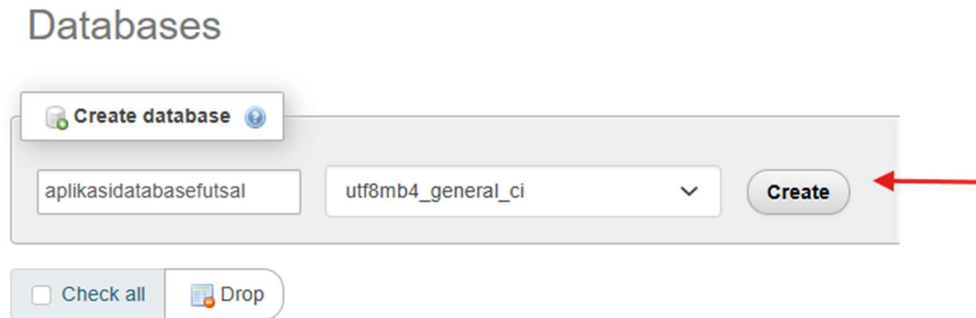 Databases
Create database
aplikasidatabasefutsal utf8mb4_general_ci Create
Check all Drop